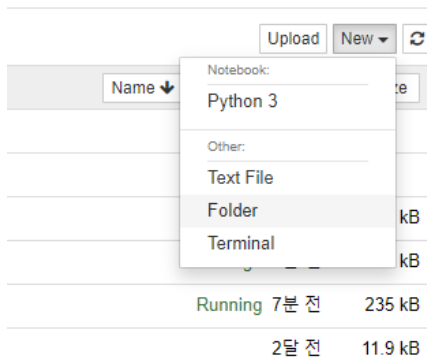 Upload New
Name ze
Notebook:
Python 3
Other:
Text File
Folder
kB
Terminal
kB
Running 7분 전 235 kB
2달 전 11.9 kB